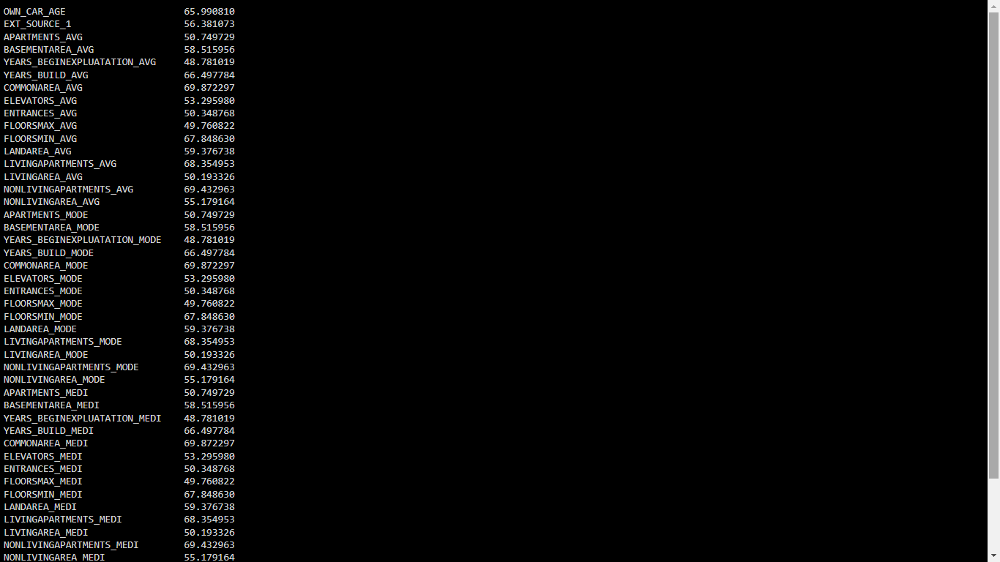 OWN_CAR_AGE 65.990810
EXT_SOURCE_1 56.381073
APARTMENTS_AVG 50.749729
BASEMENTAREA_AVG 58.515956
YEARS_BEGINEXPLUATATION_AVG 48.781019
YEARS_BUILD_AVG 66.497784
COMMONAREA_AVG 69.872297
ELEVATORS_AVG 53.295980
ENTRANCES_AVG 50.348768
FLOORSMAX_AVG 49.760822
FLOORSMIN_AVG 67.848630
LANDAREA_AVG 59.376738
LIVINGAPARTMENTS_AVG 68.354953
LIVINGAREA_AVG 50.193326
NONLIVINGAPARTMENTS_AVG 69.432963
NONLIVINGAREA_AVG 55.179164
APARTMENTS_MODE 50.749729
BASEMENTAREA_MODE 58.515956
YEARS_BEGINEXPLUATATION_MODE 48.781019
YEARS_BUILD_MODE 66.497784
COMMONAREA_MODE 69.872297
ELEVATORS_MODE 53.295980
ENTRANCES_MODE 50.348768
FLOORSMAX_MODE 49.760822
FLOORSMIN_MODE 67.848630
LANDAREA_MODE 59.376738
LIVINGAPARTMENTS_MODE 68.354953
LIVINGAREA_MODE 50.193326
NONLIVINGAPARTMENTS_MODE 69.432963
NONLIVINGAREA_MODE 55.179164
APARTMENTS_MEDI 50.749729
BASEMENTAREA_MEDI 58.515956
YEARS_BEGINEXPLUATATION_MEDI 48.781019
YEARS_BUILD_MEDI 66.497784
COMMONAREA_MEDI 69.872297
ELEVATORS_MEDI 53.295980
ENTRANCES_MEDI 50.348768
FLOORSMAX_MEDI 49.760822
FLOORSMIN_MEDI 67.848630
LANDAREA_MEDI 59.376738
LIVINGAPARTMENTS_MEDI 68.354953
LIVINGAREA_MEDI 50.193326
NONLIVINGAPARTMENTS_MEDI 69.432963
NONLIVINGAREA_MEDI 55.179164